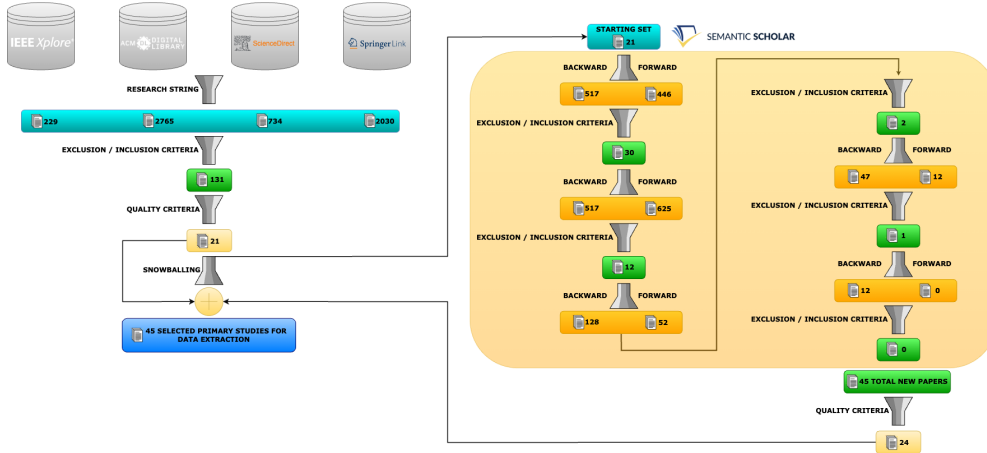 IEEE Xplore®
ACM DL DIGITAL LIBRARY
ScienceDirect
Springer Link
RESEARCH STRING
229
2765
734
2030
EXCLUSION / INCLUSION CRITERIA
131
QUALITY CRITERIA
21
SNOWBALLING
45 SELECTED PRIMARY STUDIES FOR
DATA EXTRACTION
STARTING SET
21
SEMANTIC SCHOLAR
BACKWARD FORWARD
517 446
EXCLUSION / INCLUSION CRITERIA
30
BACKWARD FORWARD
517 625
EXCLUSION / INCLUSION CRITERIA
12
BACKWARD FORWARD
128 52
EXCLUSION / INCLUSION CRITERIA
2
BACKWARD FORWARD
47 12
EXCLUSION / INCLUSION CRITERIA
1
BACKWARD FORWARD
12 0
EXCLUSION / INCLUSION CRITERIA
0
45 TOTAL NEW PAPERS
QUALITY CRITERIA
24